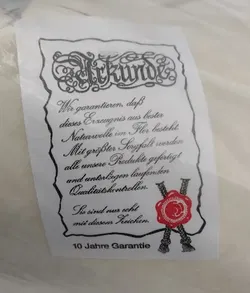 Urkunde
Wir garantieren, daß
dieses Erzeugnis aus bester
Naturwolle im Flor besteht.
Mit größter Sorgfalt werden
alle unsere Produkte gefertigt
und unterliegen laufenden
Qualitätskontrollen.
Sie sind nur echt
mit diesem Zeichen.
10 Jahre Garantie